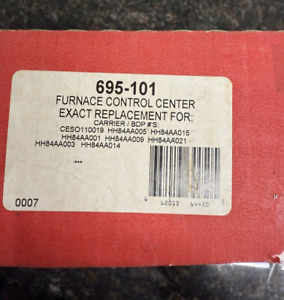 695-101
FURNACE CONTROL CENTER
EXACT REPLACEMENT FOR:
CARRIER / BDP #'S:
CESO110019 HH84AA005 HH84AA015
HH84AA001 HH84AA009 HH84AA021
HH84AA003 HH84AA014
---
0007